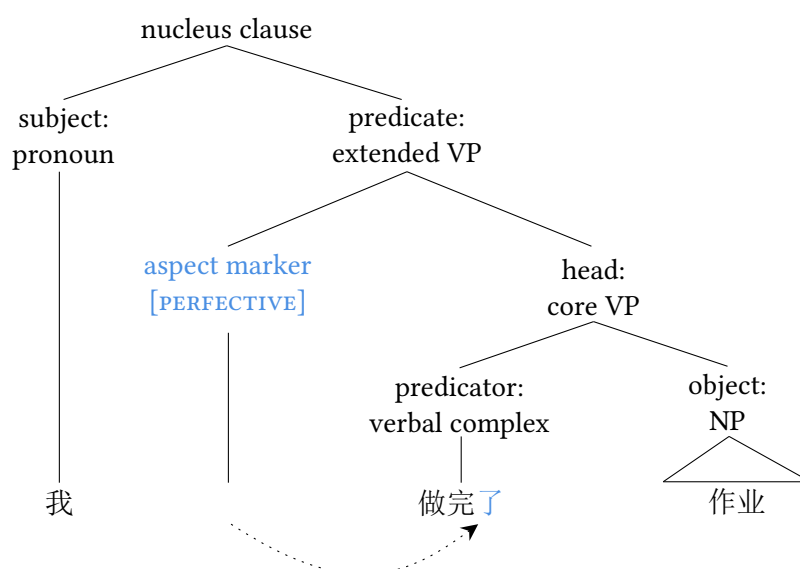 nucleus clause
subject:
pronoun
predicate:
extended VP
aspect marker
[PERFECTIVE]
head:
core VP
predicator:
verbal complex
object:
NP
我
做完了
作业